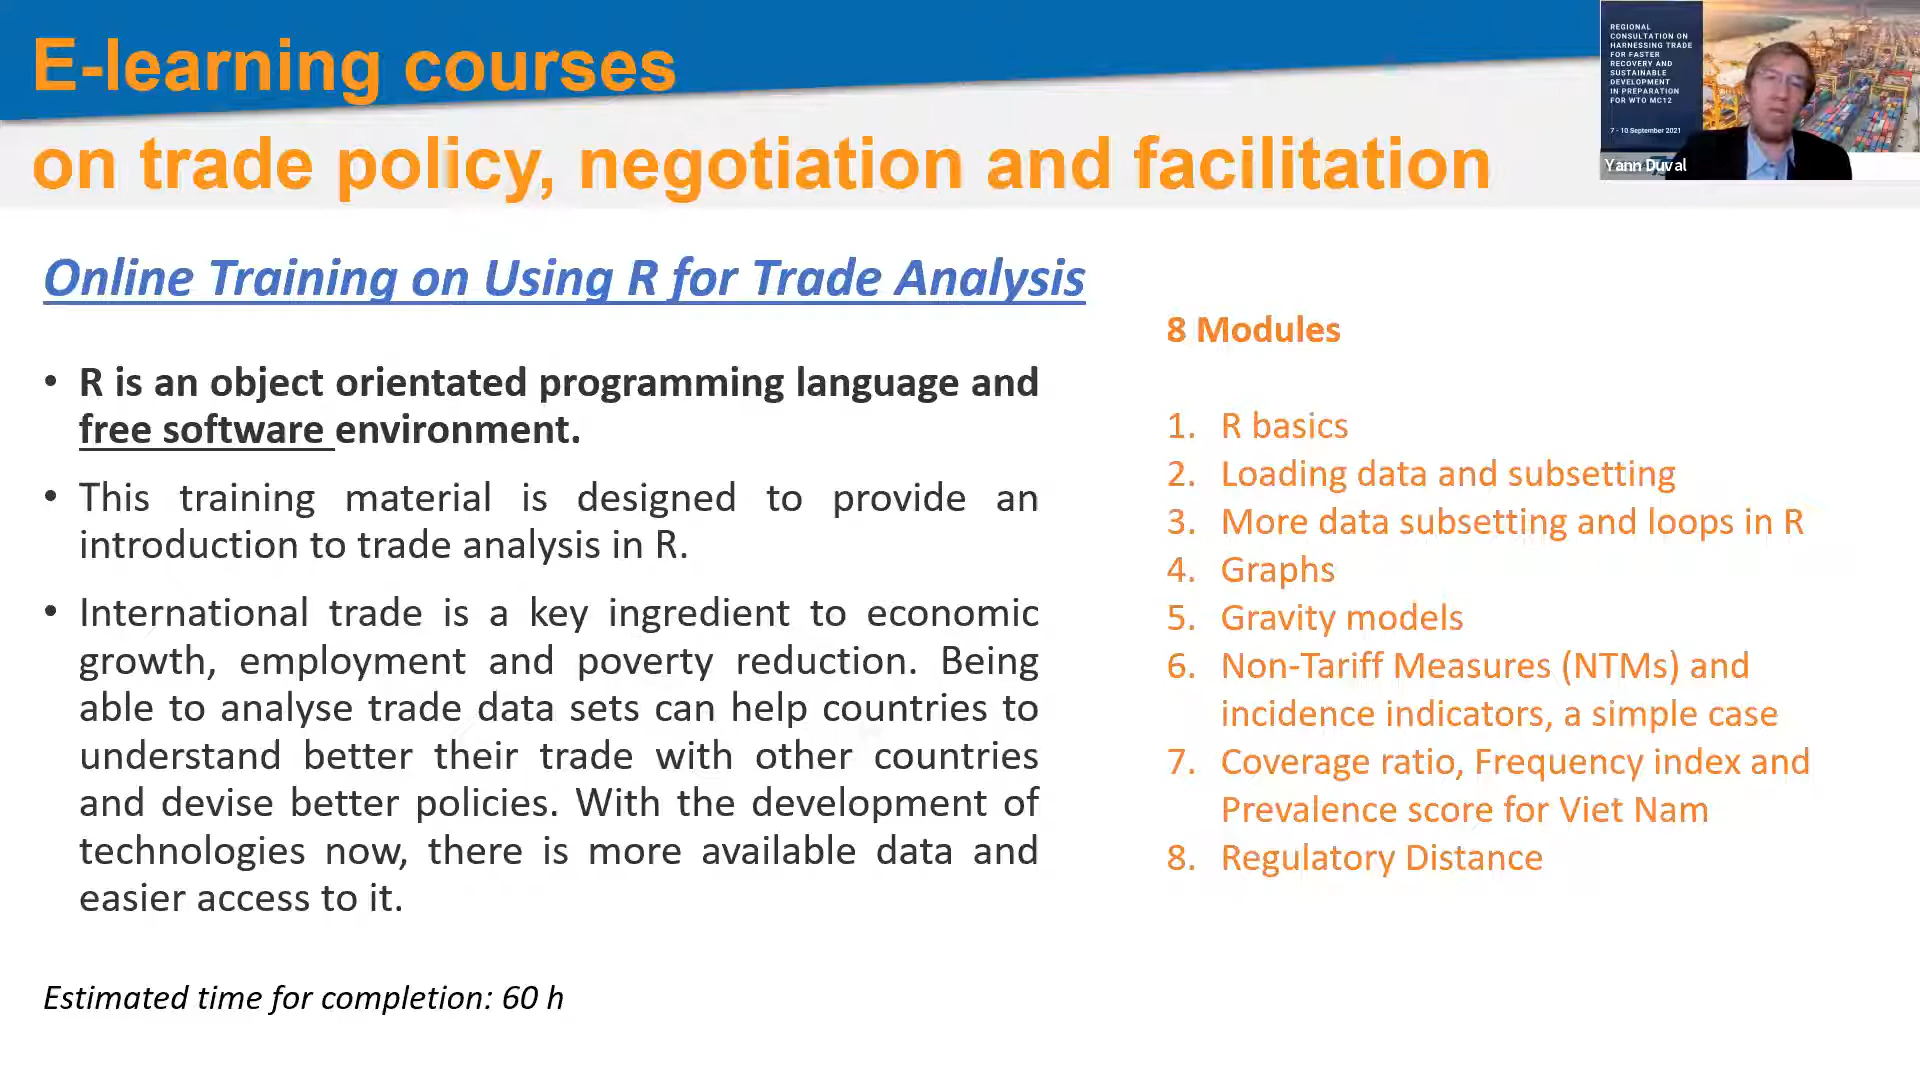 E-learning courses
on trade policy, negotiation and facilitation
REGIONAL
CONSULTATION ON
HARNESSING TRADE
FOR FASTER
RECOVERY AND
SUSTAINABLE
DEVELOPMENT
IN PREPARATION
FOR WTO MC12
7 - 10 September 2021
Yann Duval
Online Training on Using R for Trade Analysis
• R is an object orientated programming language and
free software environment.
• This training material is designed to provide an
introduction to trade analysis in R.
• International trade is a key ingredient to economic
growth, employment and poverty reduction. Being
able to analyse trade data sets can help countries to
understand better their trade with other countries
and devise better policies. With the development of
technologies now, there is more available data and
easier access to it.
Estimated time for completion: 60 h
8 Modules
1. R basics
2. Loading data and subsetting
3. More data subsetting and loops in R
4. Graphs
5. Gravity models
6. Non-Tariff Measures (NTMs) and
incidence indicators, a simple case
7. Coverage ratio, Frequency index and
Prevalence score for Viet Nam
8. Regulatory Distance